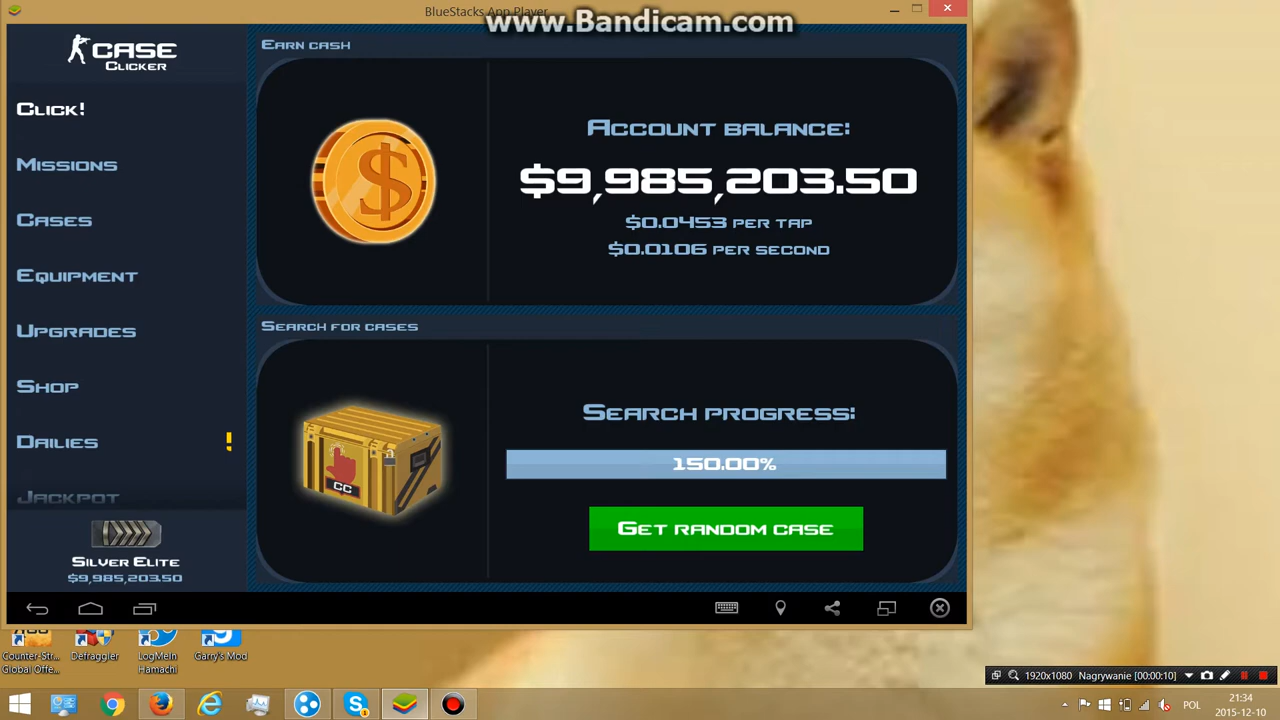 BlueStacks App Player
www.Bandicam.com
CASE
CLICKER
CLICK!
MISSIONS
CASES
EQUIPMENT
UPGRADES
SHOP
DAILIES !
JACKPOT
SILVER ELITE
$9,985,203.50
EARN CASH
$
ACCOUNT BALANCE:
$9,985,203.50
$0.0453 PER TAP
$0.0106 PER SECOND
SEARCH FOR CASES
CC
SEARCH PROGRESS:
150.00%
GET RANDOM CASE
Counter-Str...
Global Offe...
Defraggler
LogMeIn
Hamachi
Garry's Mod
1920x1080 Nagrywanie [00:00:10]
POL
21:34
2015-12-10